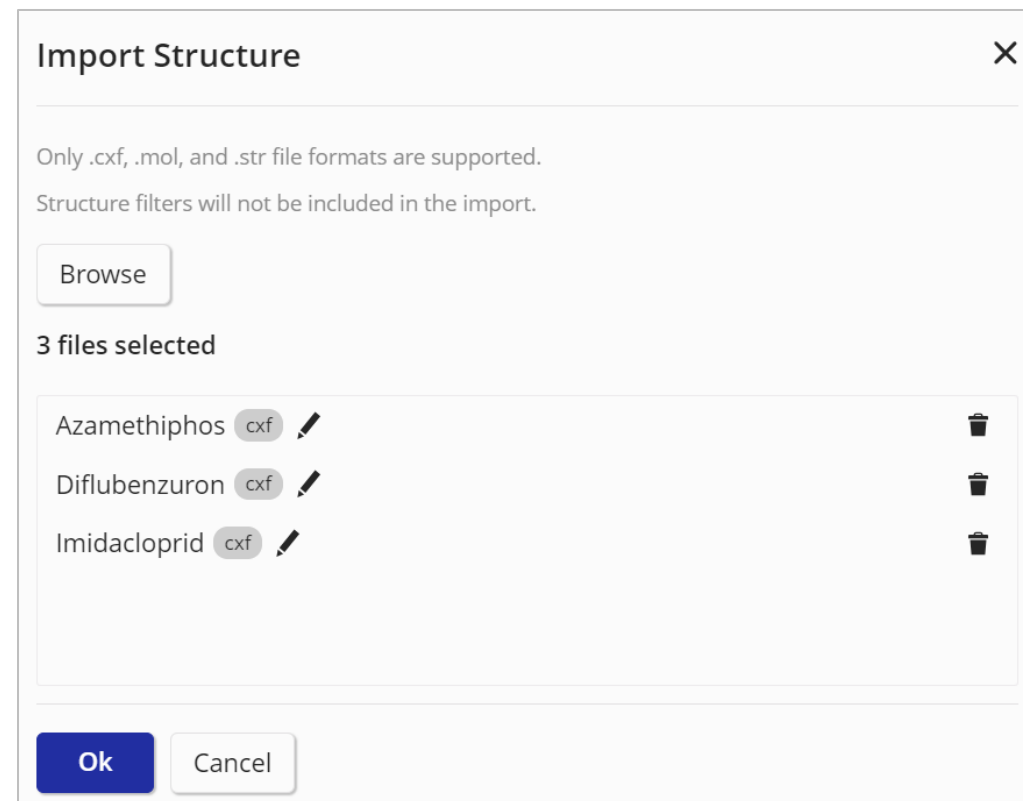 Import Structure
Only .cxf, .mol, and .str file formats are supported.
Structure filters will not be included in the import.
Browse
3 files selected
Azamethiphos cxf
Diflubenzuron cxf
Imidacloprid cxf
Ok Cancel